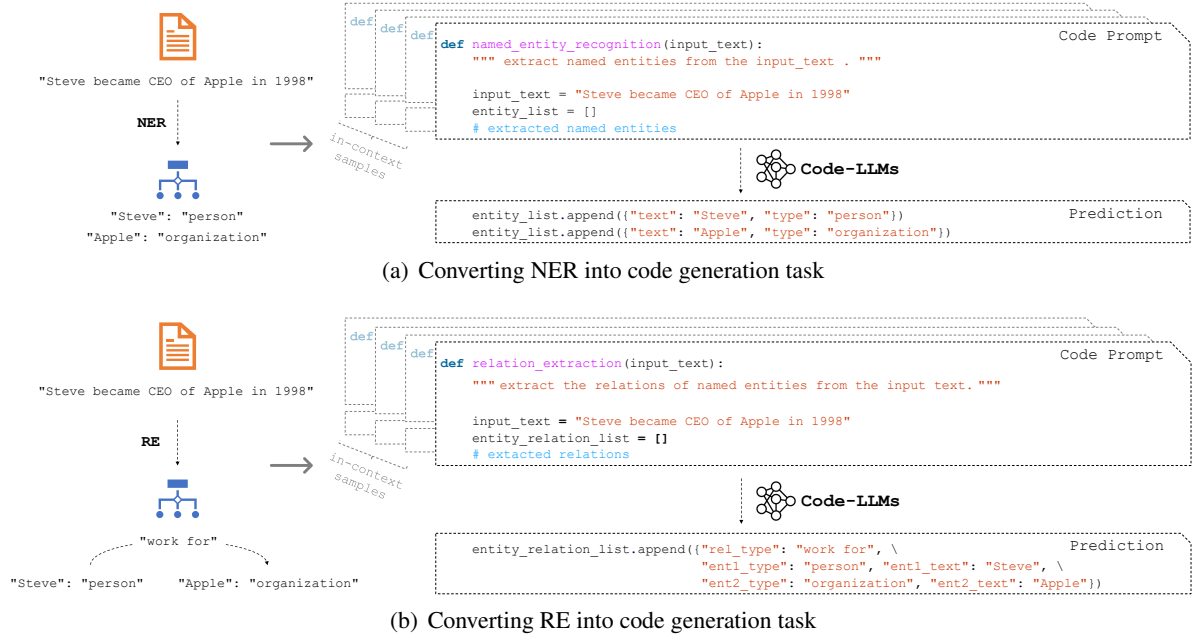 def
def
def
def named_entity_recognition(input_text):
Code Prompt
""" extract named entities from the input_text . """
"Steve became CEO of Apple in 1998"
input_text = "Steve became CEO of Apple in 1998"
entity_list = []
# extracted named entities
NER
in-context
samples
Code-LLMs
"Steve": "person"
"Apple": "organization"
entity_list.append({"text": "Steve", "type": "person"})
Prediction
entity_list.append({"text": "Apple", "type": "organization"})
(a) Converting NER into code generation task
def
def
def
def relation_extraction(input_text):
Code Prompt
""" extract the relations of named entities from the input text. """
"Steve became CEO of Apple in 1998"
input_text = "Steve became CEO of Apple in 1998"
entity_relation_list = []
# extacted relations
RE
in-context
samples
Code-LLMs
"work for"
"Steve": "person"
"Apple": "organization"
entity_relation_list.append({"rel_type": "work for", \
Prediction
"ent1_type": "person", "ent1_text": "Steve", \
"ent2_type": "organization", "ent2_text": "Apple"})
(b) Converting RE into code generation task